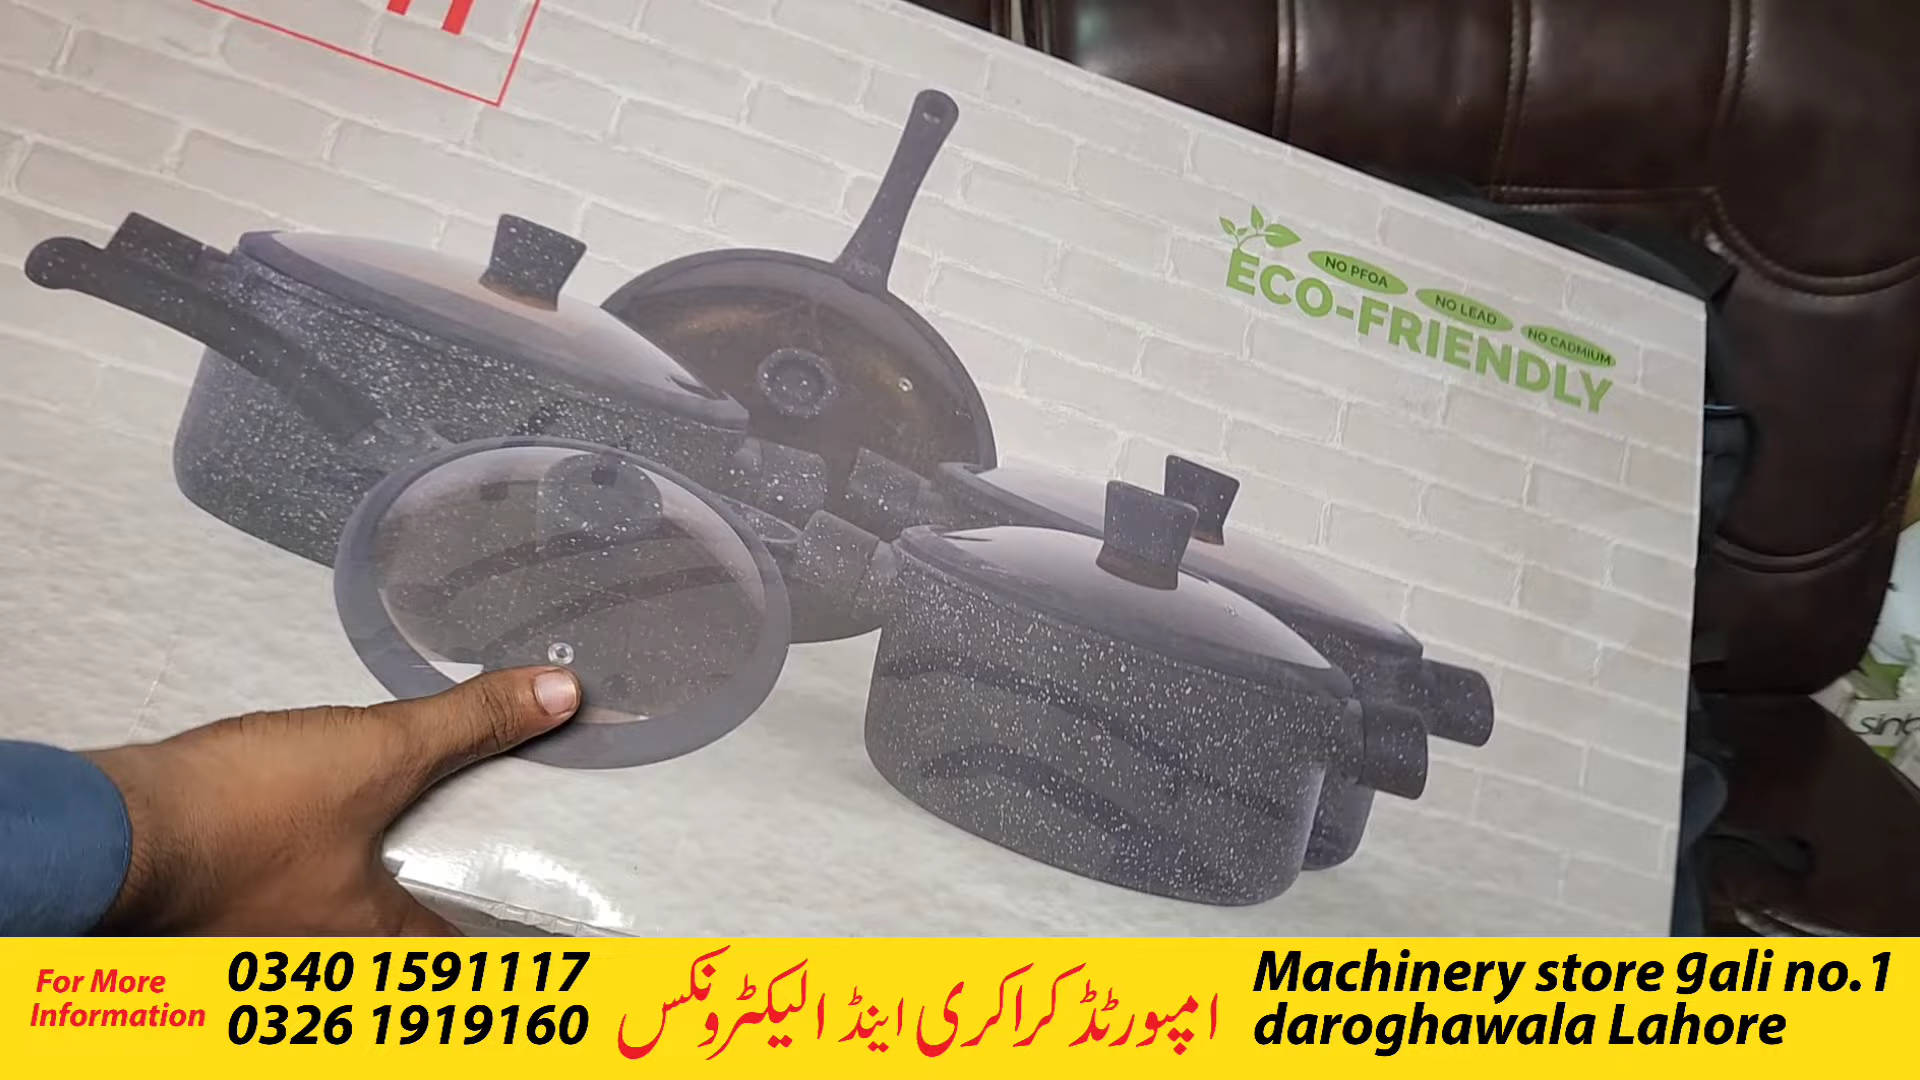 NO PFOA
NO LEAD
NO CADMIUM
ECO-FRIENDLY
For More
Information
0340 1591117
0326 1919160
امپورٹڈ کراکری اینڈ الیکٹرونکس
Machinery store gali no.1
daroghawala Lahore